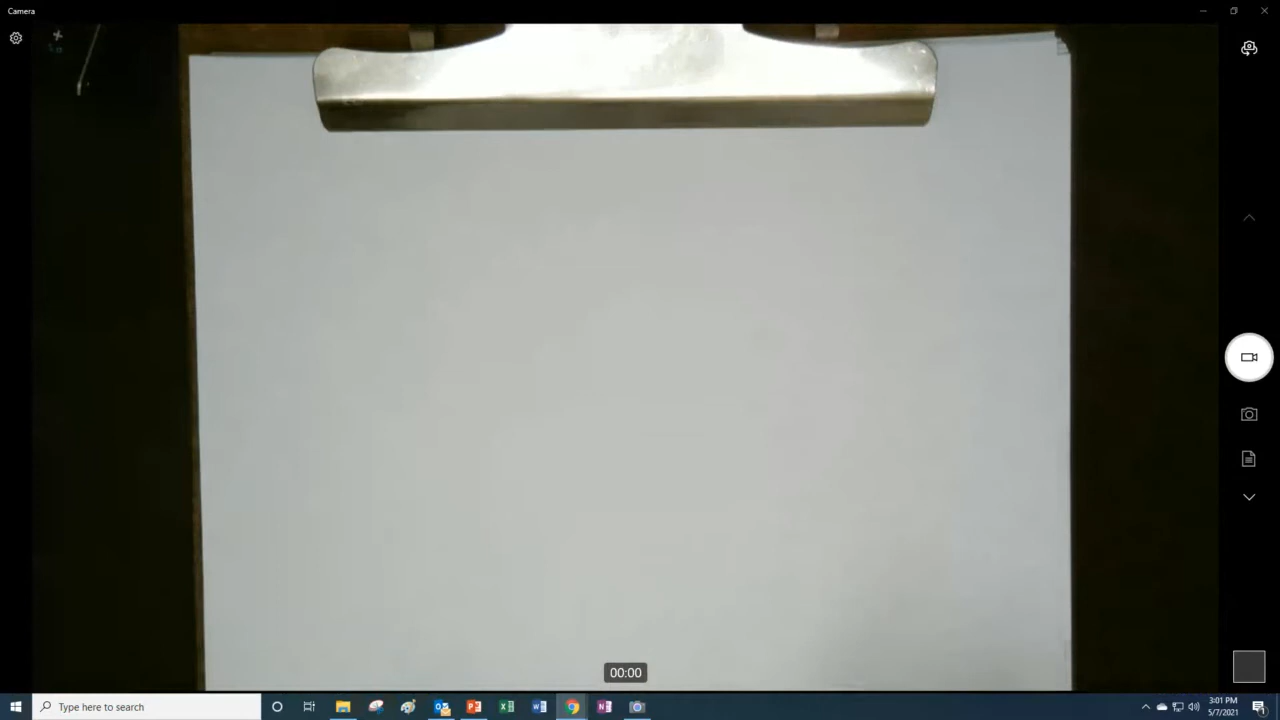 Camera
00:00
Type here to search
3:01 PM
5/7/2021